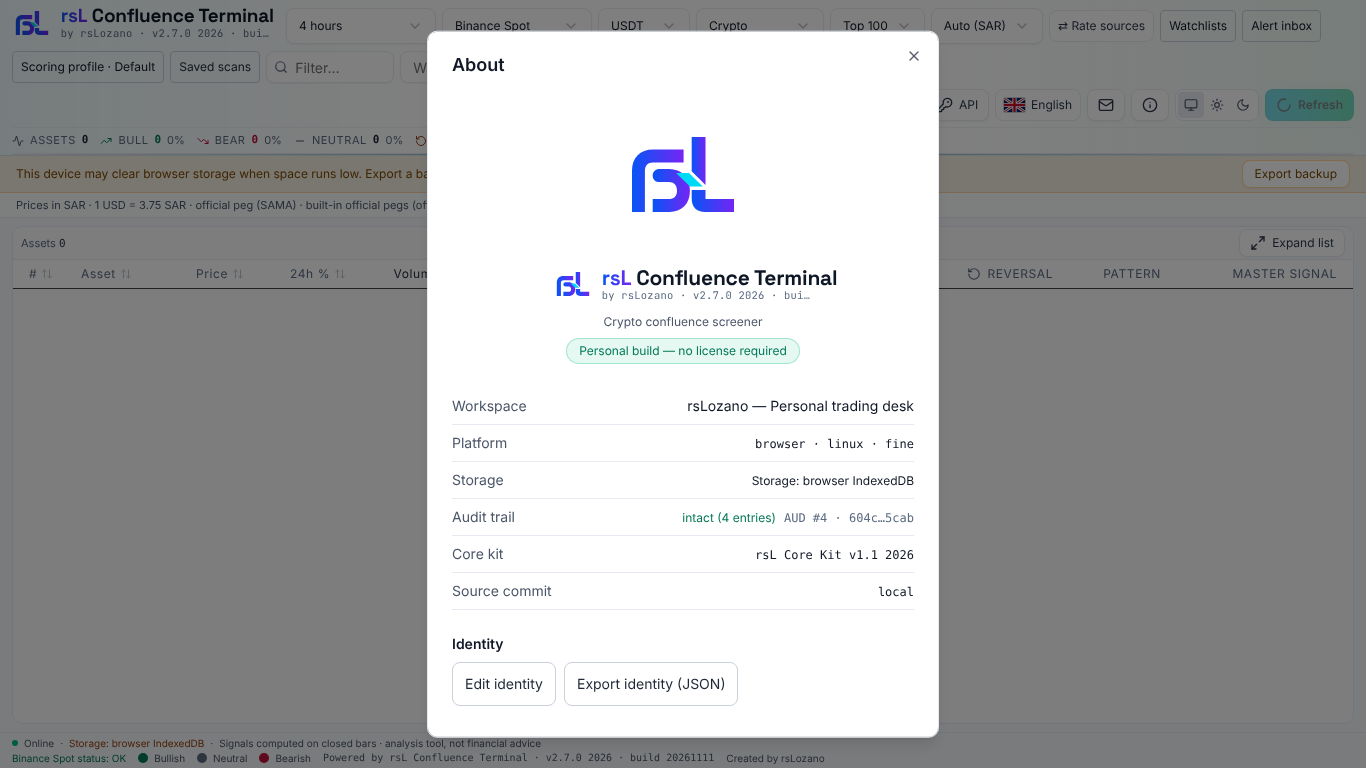 rsL Confluence Terminal
by rsLozano · v2.7.0 2026 · bui…
4 hours
Binance Spot
USDT
Crypto
Top 100
Auto (SAR)
⇄ Rate sources
Watchlists
Alert inbox
Scoring profile · Default
Saved scans
Filter...
W
API
English
Refresh
ASSETS 0
BULL 0 0%
BEAR 0 0%
NEUTRAL 0 0%
This device may clear browser storage when space runs low. Export a ba
Export backup
Prices in SAR · 1 USD = 3.75 SAR · official peg (SAMA) · built-in official pegs (of
Assets 0
Expand list
# Asset Price 24h % Volum REVERSAL PATTERN MASTER SIGNAL
About
rsL
rsL Confluence Terminal
by rsLozano · v2.7.0 2026 · bui…
Crypto confluence screener
Personal build — no license required
Workspace rsLozano — Personal trading desk
Platform browser · linux · fine
Storage Storage: browser IndexedDB
Audit trail intact (4 entries) AUD #4 · 604c…5cab
Core kit rsL Core Kit v1.1 2026
Source commit local
Identity
Edit identity
Export identity (JSON)
Online · Storage: browser IndexedDB · Signals computed on closed bars · analysis tool, not financial advice
Binance Spot status: OK Bullish Neutral Bearish Powered by rsL Confluence Terminal · v2.7.0 2026 · build 20261111 Created by rsLozano